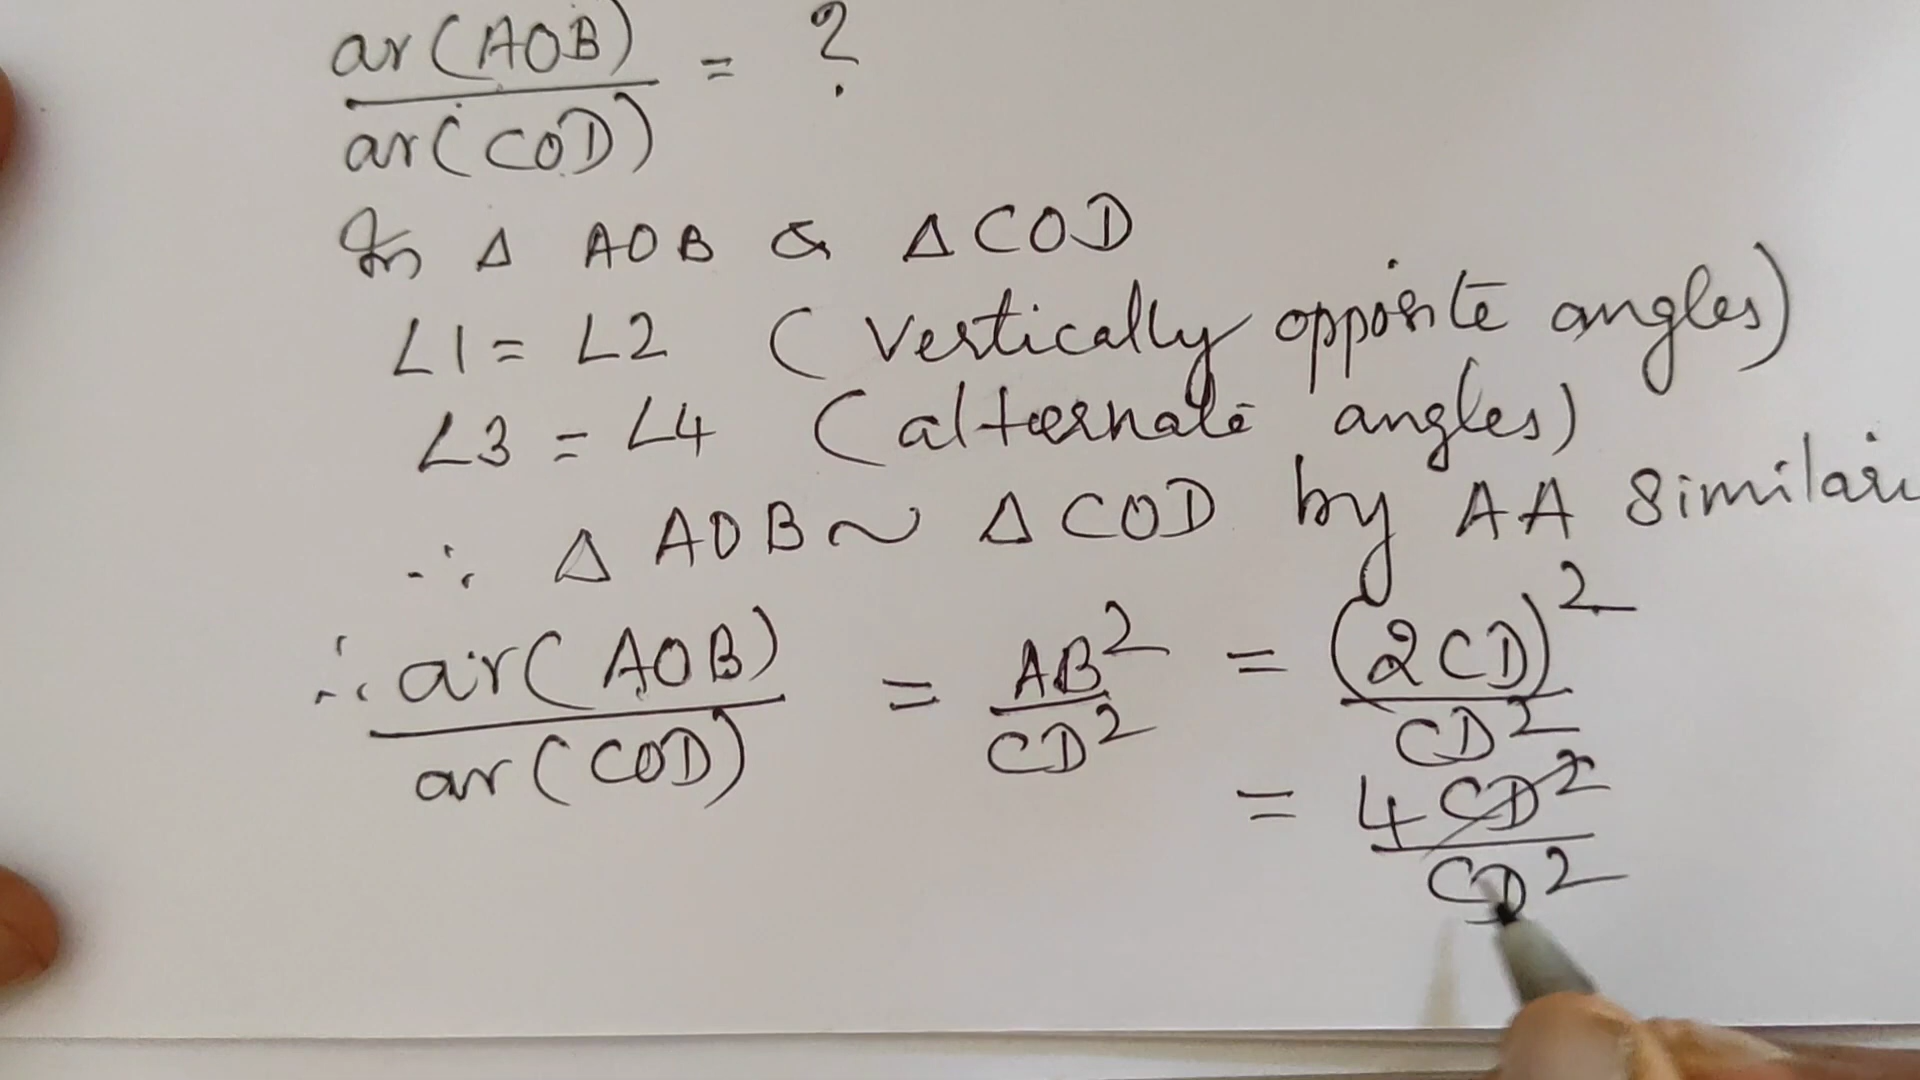 ar(AOB)/ar(COD) = ?
In Δ AOB & Δ COD
∠1 = ∠2 (Vertically opposite angles)
∠3 = ∠4 (alternate angles)
∴ Δ AOB ~ Δ COD by AA Similari
∴ ar(AOB)/ar(COD) = AB²/CD² = (2CD)²/CD²
= 4CD²/CD²